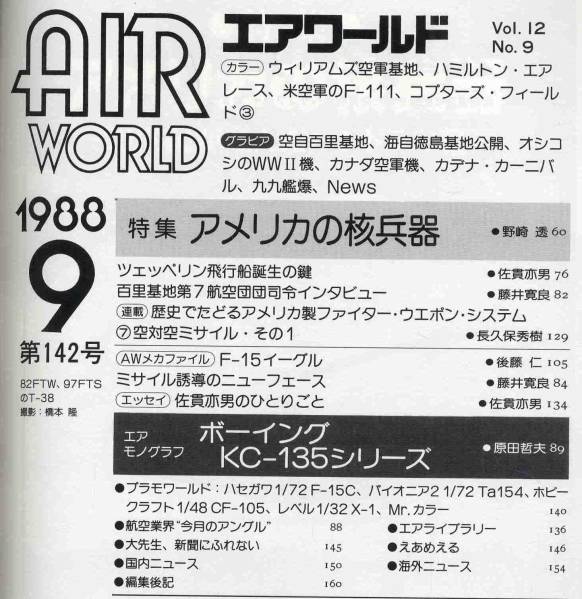 AIR
WORLD
エアワールド
Vol. 12
No. 9
カラー ウィリアムズ空軍基地、ハミルトン・エア
レース、米空軍のF-111、コプターズ・フィール
ド③
グラビア 空自百里基地、海自徳島基地公開、オシコ
シのWWⅡ機、カナダ空軍機、カデナ・カーニバ
ル、九九艦爆、News
1988
9
第142号
82FTW、97FTS
のT-38
撮影：橋本 隆
特集 アメリカの核兵器 ●野崎 透 60
ツェッペリン飛行船誕生の鍵 ●佐貫亦男 76
百里基地第7航空団団司令インタビュー ●藤井寛良 82
連載 歴史でたどるアメリカ製ファイター・ウエポン・システム
⑦空対空ミサイル・その1 ●長久保秀樹 129
AWメカファイル F-15イーグル ●後藤 仁 105
ミサイル誘導のニューフェース ●藤井寛良 84
エッセイ 佐貫亦男のひとりごと ●佐貫亦男 134
エア
モノグラフ
ボーイング
KC-135シリーズ
●原田哲夫 89
●プラモワールド：ハセガワ1/72 F-15C、パイオニア2 1/72 Ta154、ホビー
クラフト1/48 CF-105、レベル1/32 X-1、Mr.カラー 140
●航空業界“今月のアングル” 88
●エアライブラリー 136
●大先生、新聞にふれない 145
●えあめえる 146
●国内ニュース 150
●海外ニュース 154
●編集後記 160